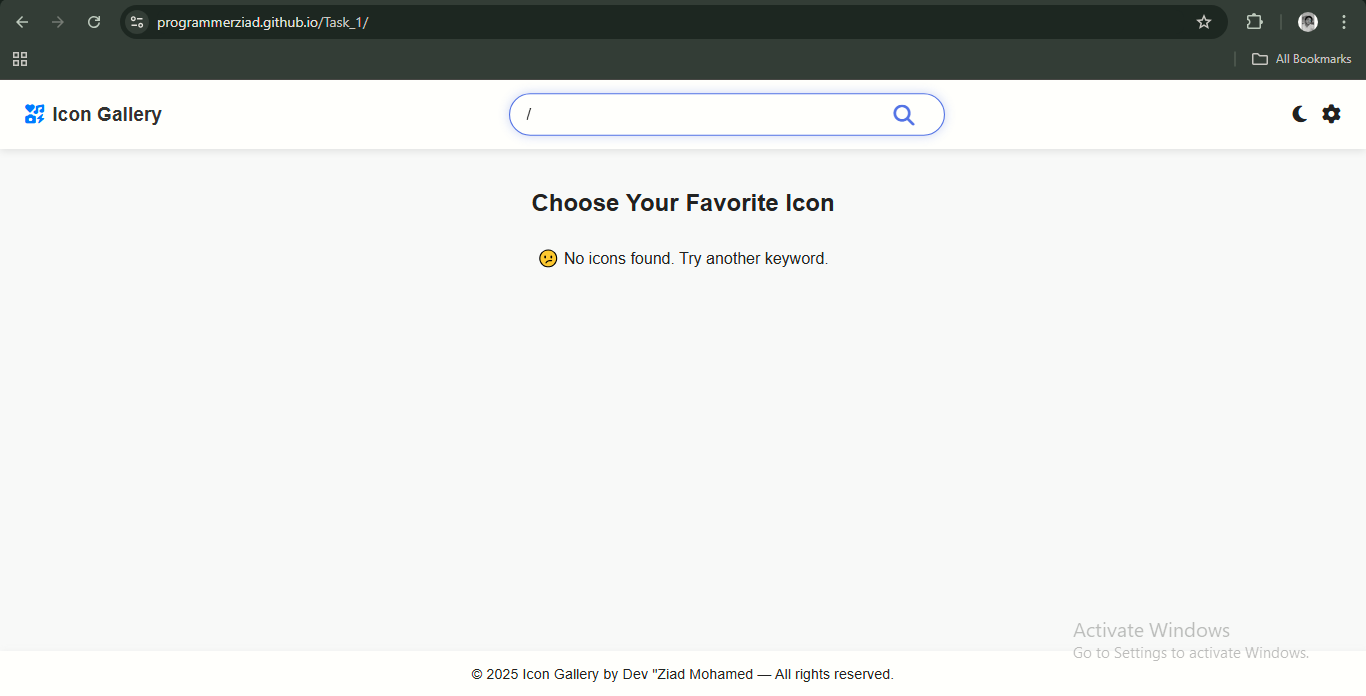 programmerziad.github.io/Task_1/
All Bookmarks
Icon Gallery
/
Choose Your Favorite Icon
😕 No icons found. Try another keyword.
Activate Windows
Go to Settings to activate Windows.
© 2025 Icon Gallery by Dev "Ziad Mohamed — All rights reserved.